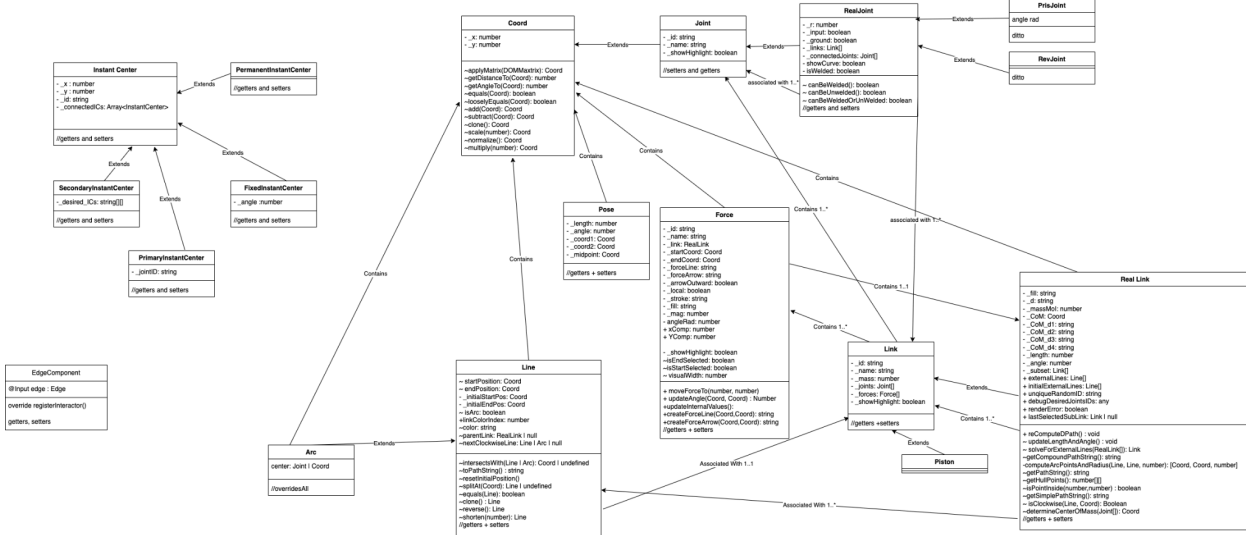 Coord
- _x: number
- _y: number
~applyMatrix(DOMMaxtrix): Coord
~getDistanceTo(Coord): number
~getAngleTo(Coord): number
~equals(Coord): boolean
~looselyEquals(Coord): boolean
~add(Coord): Coord
~subtract(Coord): Coord
~clone(): Coord
~scale(number): Coord
~normalize(): Coord
~multiply(number): Coord
Joint
- _id: string
- _name: string
- _showHighlight: boolean
//setters and getters
RealJoint
- _r: number
- _input: boolean
- _ground: boolean
- _links: Link[]
- _connectedJoints: Joint[]
- showCurve: boolean
- isWelded: boolean
~ canBeWelded(): boolean
~ canBeUnwelded(): boolean
~ canBeWeldedOrUnWelded: boolean
//getters and setters
PrisJoint
angle rad
ditto
RevJoint
ditto
Extends
Extends
Extends
Extends
associated with 1..*
Instant Center
- _x : number
- _y : number
- _id: string
- _connectedICs: Array<InstantCenter>
//getters and setters
PermanentInstantCenter
//getters and setters
Extends
Extends
Extends
Extends
SecondaryInstantCenter
-_desired_ICs: string[][]
//getters and setters
FixedInstantCenter
- _angle :number
//getters and setters
PrimaryInstantCenter
- _jointID: string
//getters and setters
Contains
Contains
Contains
Contains
Contains
Contains 1..*
associated with 1..*
Pose
- _length: number
- _angle: number
- _coord1: Coord
- _coord2: Coord
- _midpoint: Coord
//getters + setters
Force
- _id: string
- _name: string
- _link: RealLink
- _startCoord: Coord
- _endCoord: Coord
- _forceLine: string
- _forceArrow: string
- _arrowOutward: boolean
- _local: boolean
- _stroke: string
- _fill: string
- _mag: number
- angleRad: number
+ xComp: number
+ YComp: number
- _showHighlight: boolean
~isEndSelected: boolean
~isStartSelected: boolean
~ visualWidth: number
+ moveForceTo(number, number)
+ updateAngle(Coord, Coord) : Number
+updateInternalValues():
+createForceLine(Coord,Coord): string
+createForceArrow(Coord,Coord): string
//getters + setters
Contains 1..1
Contains 1..*
Real Link
- _fill: string
- _d: string
- _massMoI: number
- _CoM: Coord
- _CoM_d1: string
- _CoM_d2: string
- _CoM_d3: string
- _CoM_d4: string
- _length: number
- _angle: number
- _subset: Link[]
+ externalLines: Line[]
+ initialExternalLines: Line[]
+ unqiqueRandomID: string
+ debugDesiredJointsIDs: any
+ renderError: boolean
+ lastSelectedSubLink: Link l null
+ reComputeDPath() : void
~ updateLengthAndAngle() : void
~ solveForExternalLines(RealLink[]): Link
~getCompoundPathString(): string
-computeArcPointsAndRadius(Line, Line, number): [Coord, Coord, number]
~getPathString(): string
~getHullPoints(): number[][]
~isPointInside(number,number) : boolean
~getSimplePathString(): string
~ isClockwise(Line, Coord): Boolean
~determineCenterOfMass(Joint[]): Coord
//getters + setters
Link
- _id: string
- _name: string
- _mass: number
- _joints: Joint[]
- _forces: Force[]
- _showHighlight: boolean
//getters +setters
Extends
Contains 1..*
Extends
Piston
EdgeComponent
@Input edge : Edge
override registerInteractor()
getters, setters
Line
~ startPosition: Coord
~ endPosition: Coord
- _initialStartPos: Coord
- _initialEndPos: Coord
~ isArc: boolean
+linkColorIndex: number
~color: string
~parentLink: RealLink l null
~nextClockwiseLine: Line l Arc l null
~intersectsWith(Line l Arc): Coord l undefined
~toPathString() : string
~resetInitialPosition()
~splitAt(Coord): Line l undefined
~equals(Line): boolean
~clone() : Line
~reverse(): Line
~shorten(number): Line
//getters + setters
Extends
Arc
center: Joint l Coord
//overridesAll
Associated With 1..1
Associated With 1..*